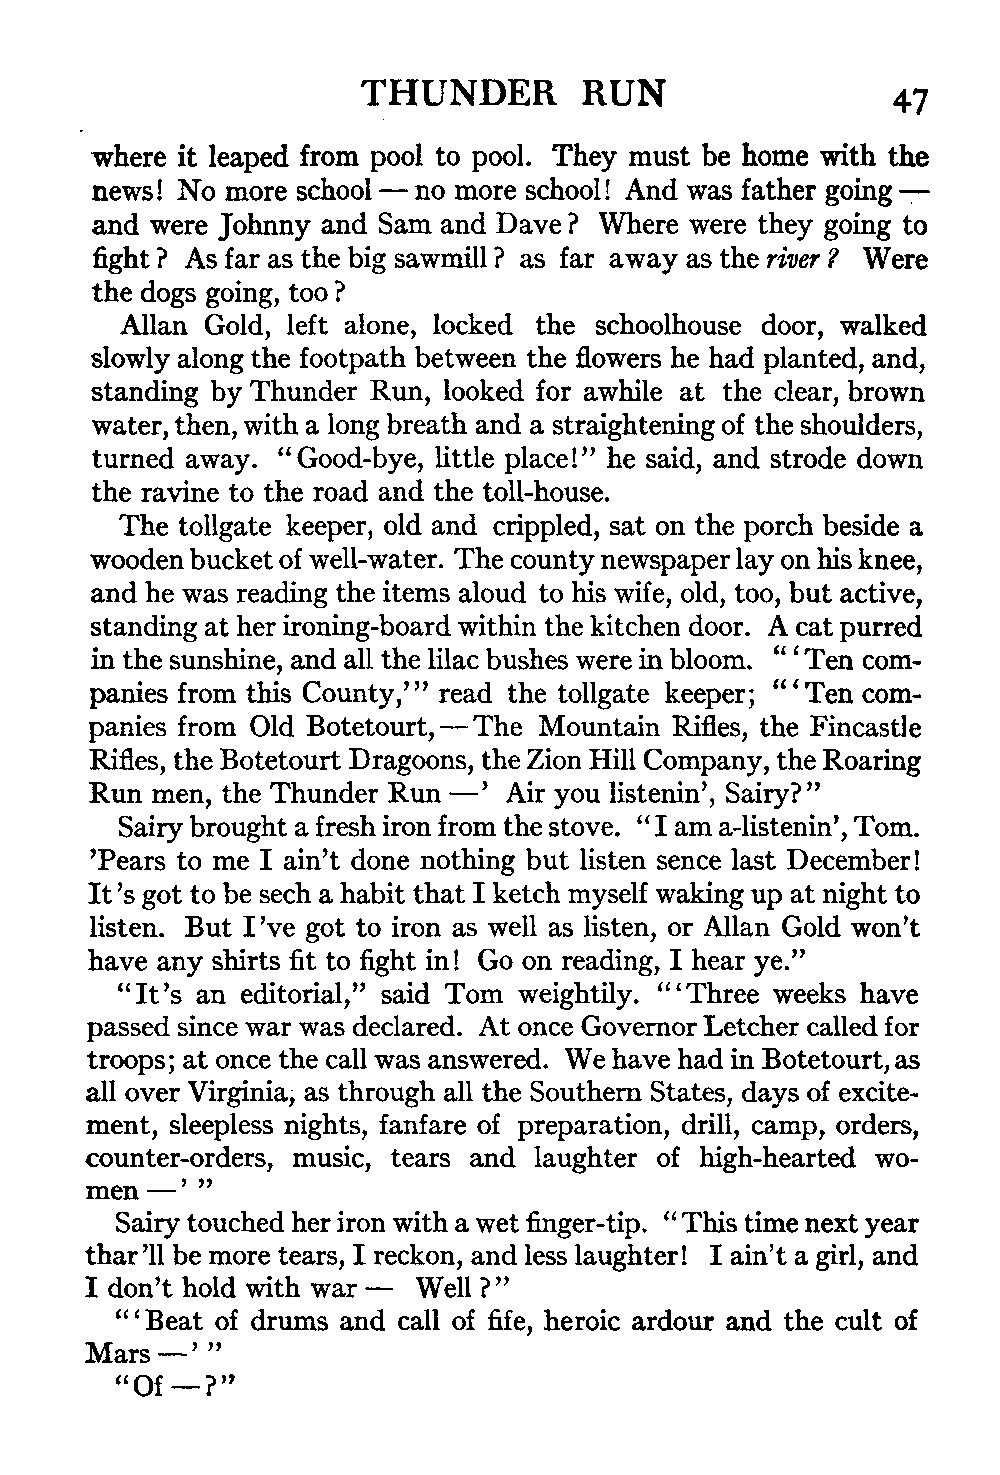 THUNDER RUN 47
where it leaped from pool to pool. They must be home with the
news! No more school — no more school! And was father going —
and were Johnny and Sam and Dave? Where were they going to
fight? As far as the big sawmill? as far away as the river? Were
the dogs going, too?
Allan Gold, left alone, locked the schoolhouse door, walked
slowly along the footpath between the flowers he had planted, and,
standing by Thunder Run, looked for awhile at the clear, brown
water, then, with a long breath and a straightening of the shoulders,
turned away. "Good-bye, little place!" he said, and strode down
the ravine to the road and the toll-house.
The tollgate keeper, old and crippled, sat on the porch beside a
wooden bucket of well-water. The county newspaper lay on his knee,
and he was reading the items aloud to his wife, old, too, but active,
standing at her ironing-board within the kitchen door. A cat purred
in the sunshine, and all the lilac bushes were in bloom. "'Ten com-
panies from this County,'" read the tollgate keeper; "'Ten com-
panies from Old Botetourt, — The Mountain Rifles, the Fincastle
Rifles, the Botetourt Dragoons, the Zion Hill Company, the Roaring
Run men, the Thunder Run —' Air you listenin', Sairy?"
Sairy brought a fresh iron from the stove. "I am a-listenin', Tom.
'Pears to me I ain't done nothing but listen sence last December!
It's got to be sech a habit that I ketch myself waking up at night to
listen. But I've got to iron as well as listen, or Allan Gold won't
have any shirts fit to fight in! Go on reading, I hear ye."
"It's an editorial," said Tom weightily. "'Three weeks have
passed since war was declared. At once Governor Letcher called for
troops; at once the call was answered. We have had in Botetourt, as
all over Virginia, as through all the Southern States, days of excite-
ment, sleepless nights, fanfare of preparation, drill, camp, orders,
counter-orders, music, tears and laughter of high-hearted wo-
men —' "
Sairy touched her iron with a wet finger-tip. "This time next year
thar'll be more tears, I reckon, and less laughter! I ain't a girl, and
I don't hold with war — Well?"
"'Beat of drums and call of fife, heroic ardour and the cult of
Mars —' "
"Of —?"